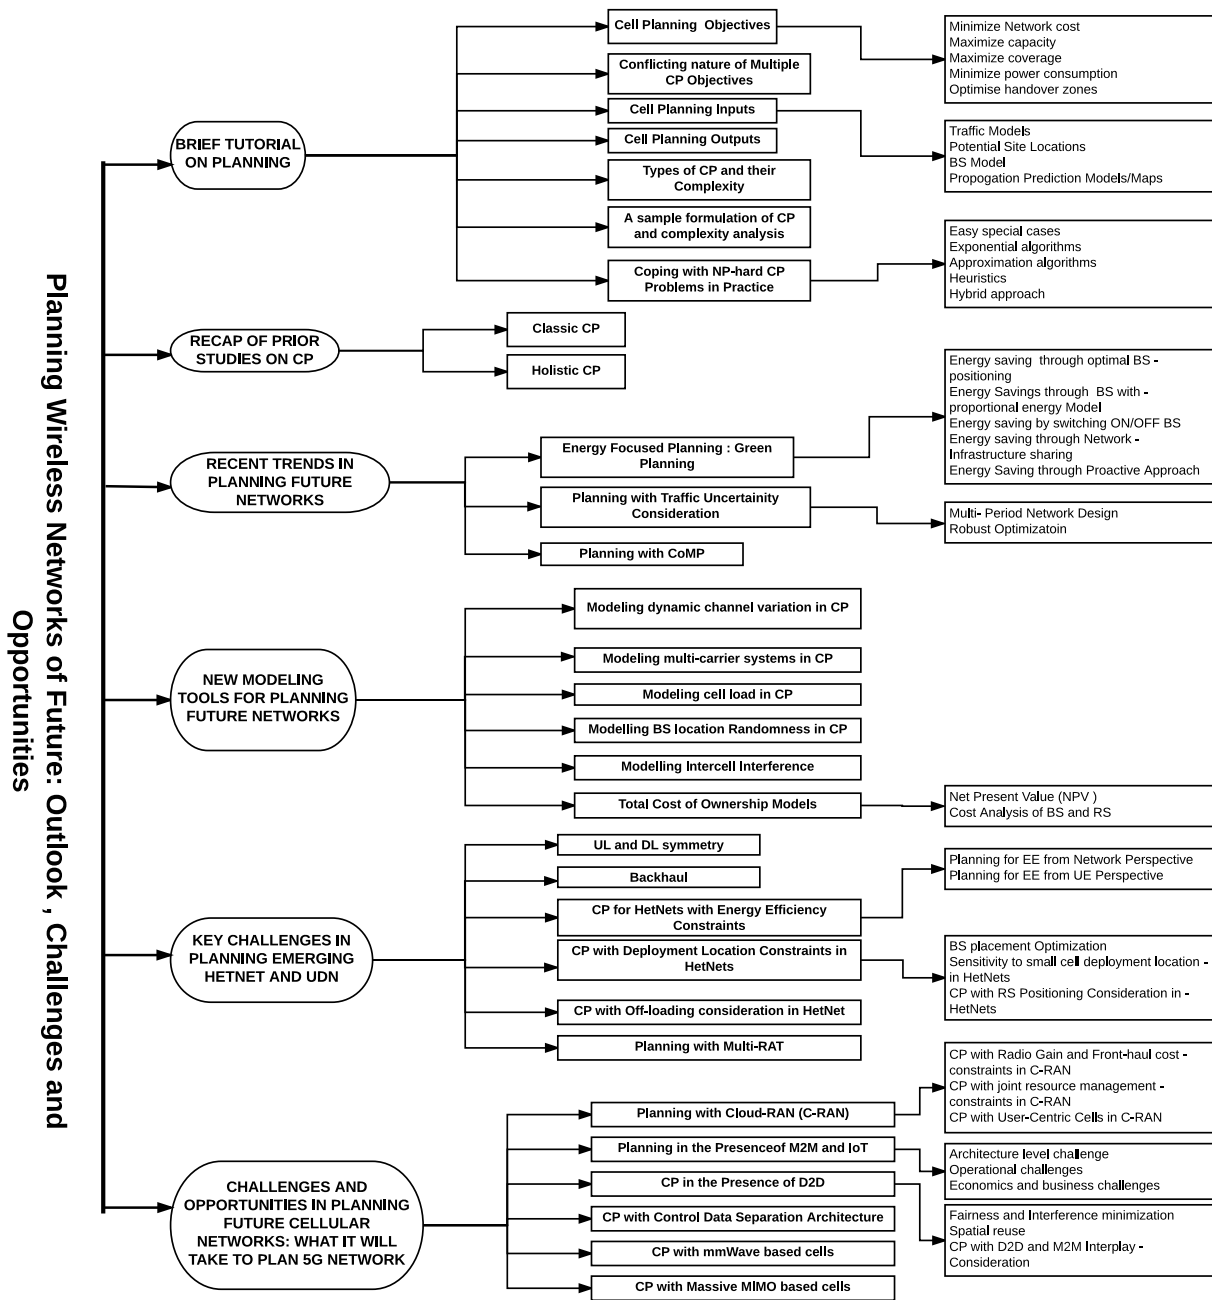 Planning Wireless Networks of Future: Outlook , Challenges and
Opportunities
BRIEF TUTORIAL
ON PLANNING
Cell Planning Objectives
Minimize Network cost
Maximize capacity
Maximize coverage
Minimize power consumption
Optimise handover zones
Conflicting nature of Multiple
CP Objectives
Cell Planning Inputs
Traffic Models
Potential Site Locations
BS Model
Propogation Prediction Models/Maps
Cell Planning Outputs
Types of CP and their
Complexity
A sample formulation of CP
and complexity analysis
Coping with NP-hard CP
Problems in Practice
Easy special cases
Exponential algorithms
Approximation algorithms
Heuristics
Hybrid approach
RECAP OF PRIOR
STUDIES ON CP
Classic CP
Holistic CP
RECENT TRENDS IN
PLANNING FUTURE
NETWORKS
Energy Focused Planning : Green
Planning
Energy saving through optimal BS -
positioning
Energy Savings through BS with -
proportional energy Model
Energy saving by switching ON/OFF BS
Energy saving through Network -
Infrastructure sharing
Energy Saving through Proactive Approach
Planning with Traffic Uncertainity
Consideration
Multi- Period Network Design
Robust Optimizatoin
Planning with CoMP
NEW MODELING
TOOLS FOR PLANNING
FUTURE NETWORKS
Modeling dynamic channel variation in CP
Modeling multi-carrier systems in CP
Modeling cell load in CP
Modelling BS location Randomness in CP
Modelling Intercell Interference
Total Cost of Ownership Models
Net Present Value (NPV )
Cost Analysis of BS and RS
KEY CHALLENGES IN
PLANNING EMERGING
HETNET AND UDN
UL and DL symmetry
Backhaul
CP for HetNets with Energy Efficiency
Constraints
Planning for EE from Network Perspective
Planning for EE from UE Perspective
CP with Deployment Location Constraints in
HetNets
BS placement Optimization
Sensitivity to small cell deployment location -
in HetNets
CP with RS Positioning Consideration in -
HetNets
CP with Off-loading consideration in HetNet
Planning with Multi-RAT
CHALLENGES AND
OPPORTUNITIES IN PLANNING
FUTURE CELLULAR
NETWORKS: WHAT IT WILL
TAKE TO PLAN 5G NETWORK
Planning with Cloud-RAN (C-RAN)
CP with Radio Gain and Front-haul cost -
constraints in C-RAN
CP with joint resource management -
constraints in C-RAN
CP with User-Centric Cells in C-RAN
Planning in the Presenceof M2M and IoT
Architecture level challenge
Operational challenges
Economics and business challenges
CP in the Presence of D2D
Fairness and Interference minimization
Spatial reuse
CP with D2D and M2M Interplay -
Consideration
CP with Control Data Separation Architecture
CP with mmWave based cells
CP with Massive MIMO based cells